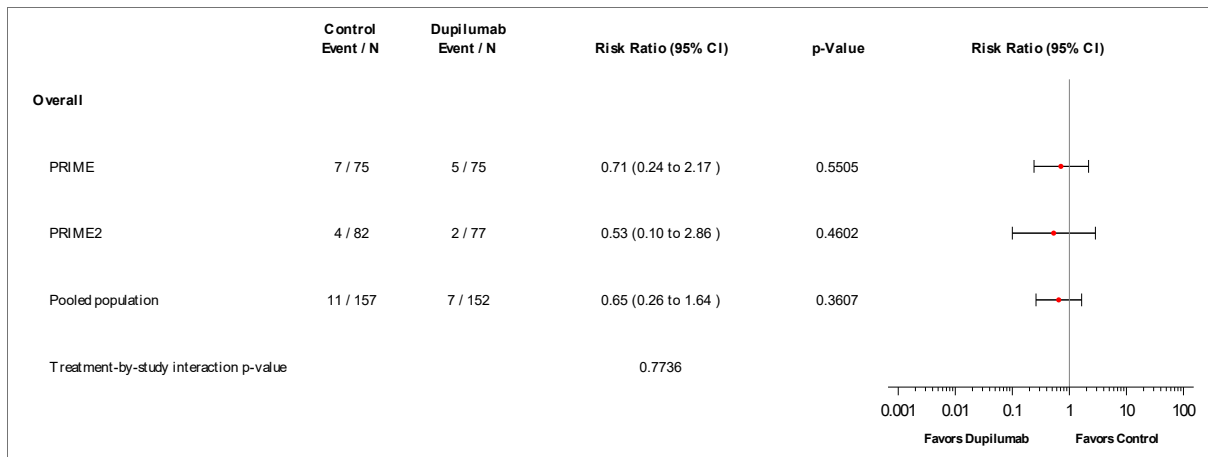 Control Dupilumab
Event / N Event / N Risk Ratio (95% CI) p-Value Risk Ratio (95% CI)
Overall
PRIME 7 / 75 5 / 75 0.71 (0.24 to 2.17 ) 0.5505
PRIME2 4 / 82 2 / 77 0.53 (0.10 to 2.86 ) 0.4602
Pooled population 11 / 157 7 / 152 0.65 (0.26 to 1.64 ) 0.3607
Treatment-by-study interaction p-value 0.7736
0.001 0.01 0.1 1 10 100
Favors Dupilumab Favors Control